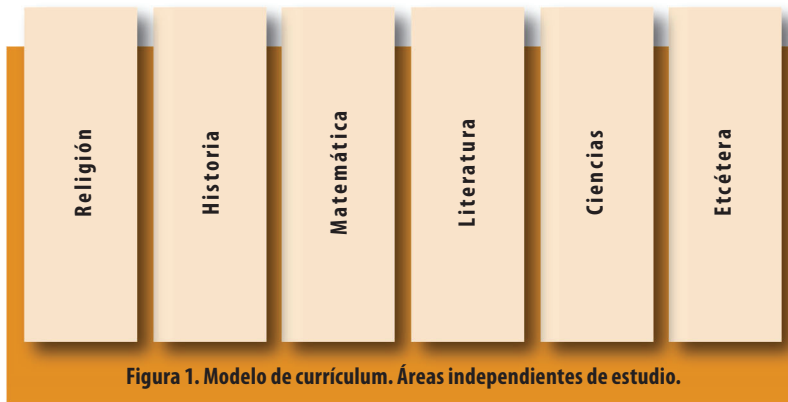 Religión
Historia
Matemática
Literatura
Ciencias
Etcétera
Figura 1. Modelo de currículum. Áreas independientes de estudio.